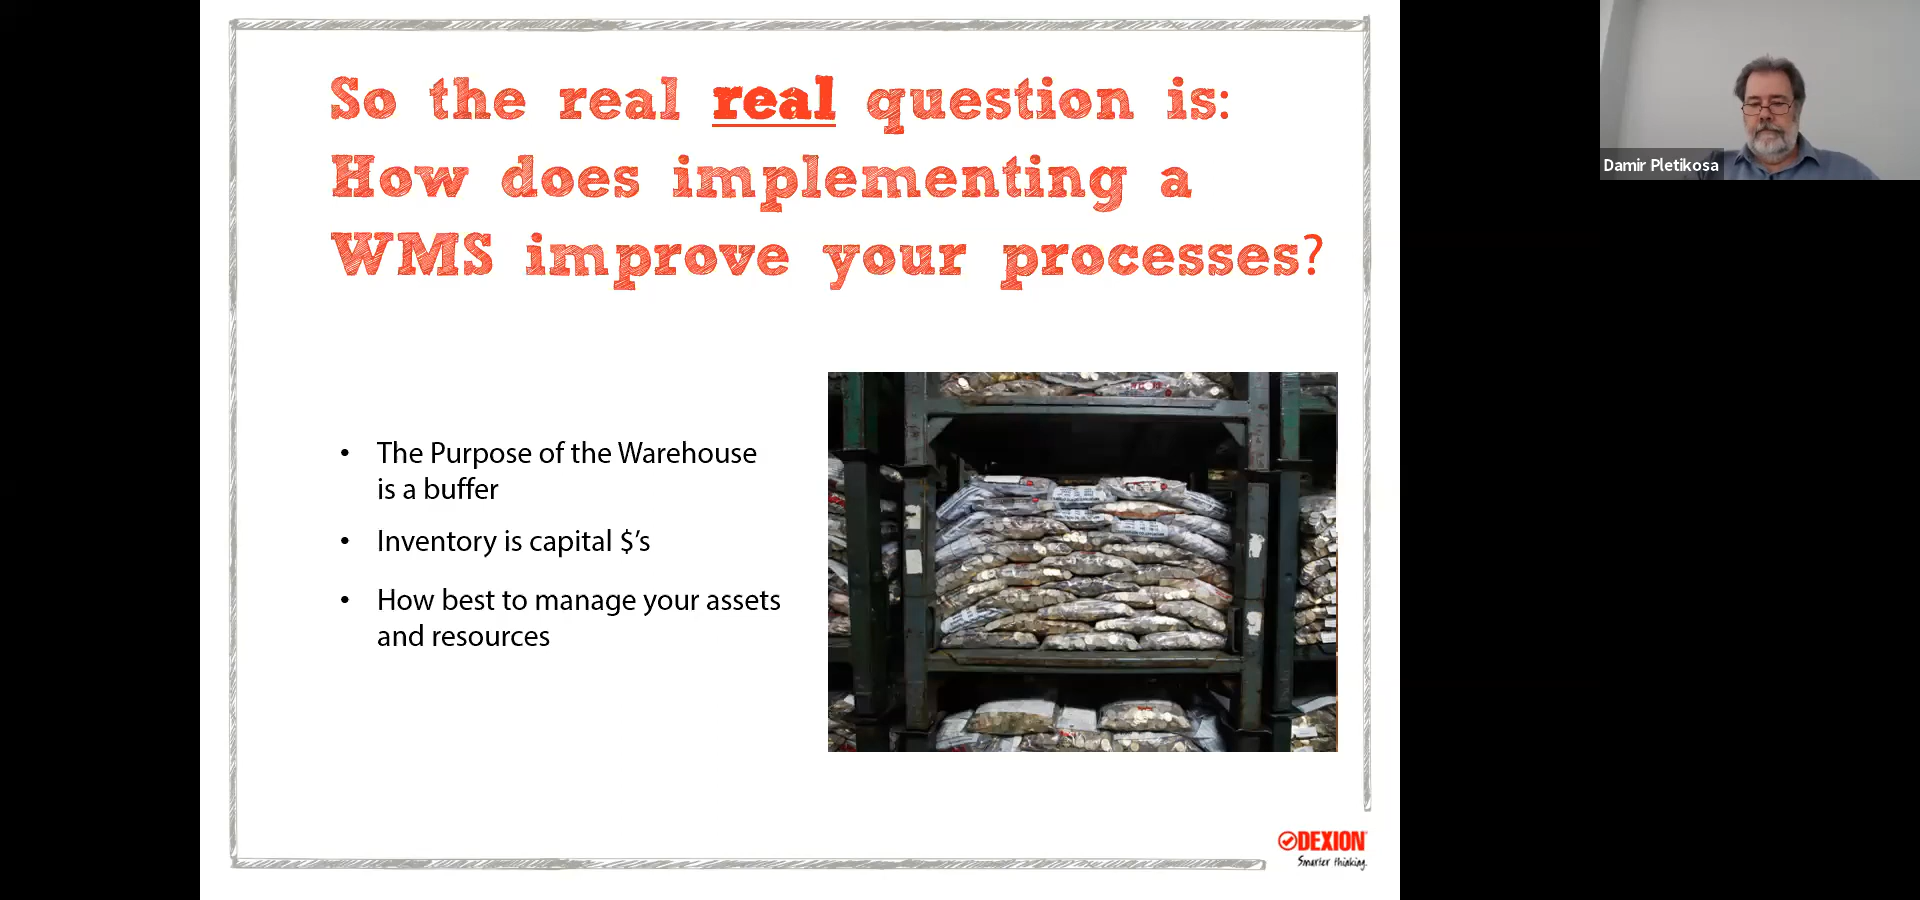 So the real real question is:
How does implementing a
WMS improve your processes?
Damir Pletikosa
• The Purpose of the Warehouse
is a buffer
• Inventory is capital $’s
• How best to manage your assets
and resources
DEXION
Smarter thinking.